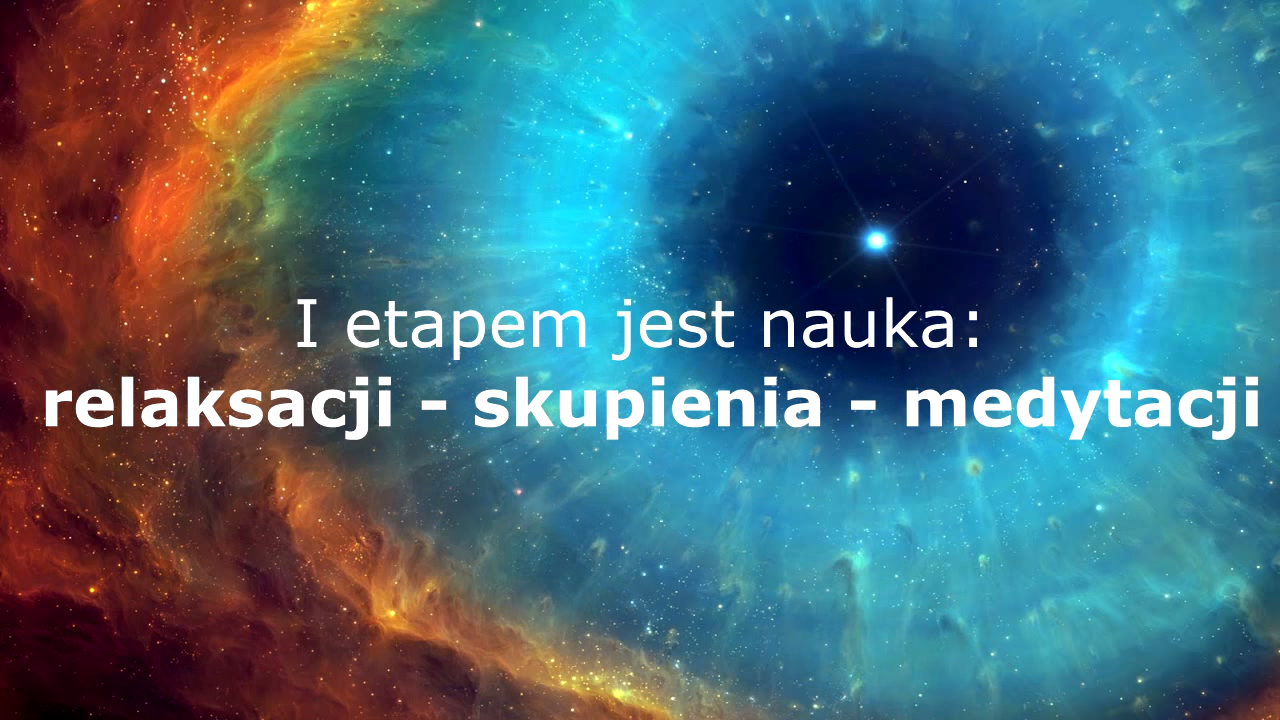 I etapem jest nauka:
relaksacji - skupienia - medytacji